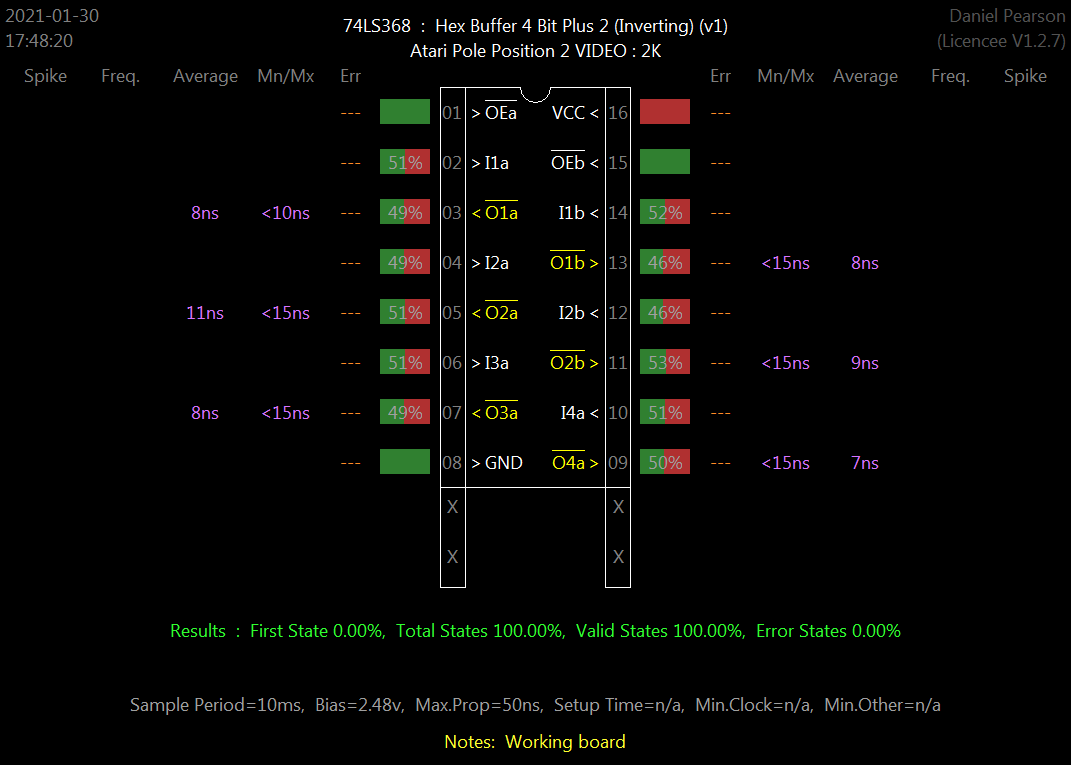 2021-01-30 74LS368 : Hex Buffer 4 Bit Plus 2 (Inverting) (v1) Daniel Pearson
17:48:20 Atari Pole Position 2 VIDEO : 2K (Licencee V1.2.7)
Spike Freq. Average Mn/Mx Err Err Mn/Mx Average Freq. Spike
--- 01 > OEa VCC < 16 ---
--- 51% 02 > I1a OEb < 15 ---
8ns <10ns --- 49% 03 < O1a I1b < 14 52% ---
--- 49% 04 > I2a O1b > 13 46% --- <15ns 8ns
11ns <15ns --- 51% 05 < O2a I2b < 12 46% ---
--- 51% 06 > I3a O2b > 11 53% --- <15ns 9ns
8ns <15ns --- 49% 07 < O3a I4a < 10 51% ---
--- 08 > GND O4a > 09 50% --- <15ns 7ns
X X
X X
Results : First State 0.00%, Total States 100.00%, Valid States 100.00%, Error States 0.00%
Sample Period=10ms, Bias=2.48v, Max.Prop=50ns, Setup Time=n/a, Min.Clock=n/a, Min.Other=n/a
Notes: Working board